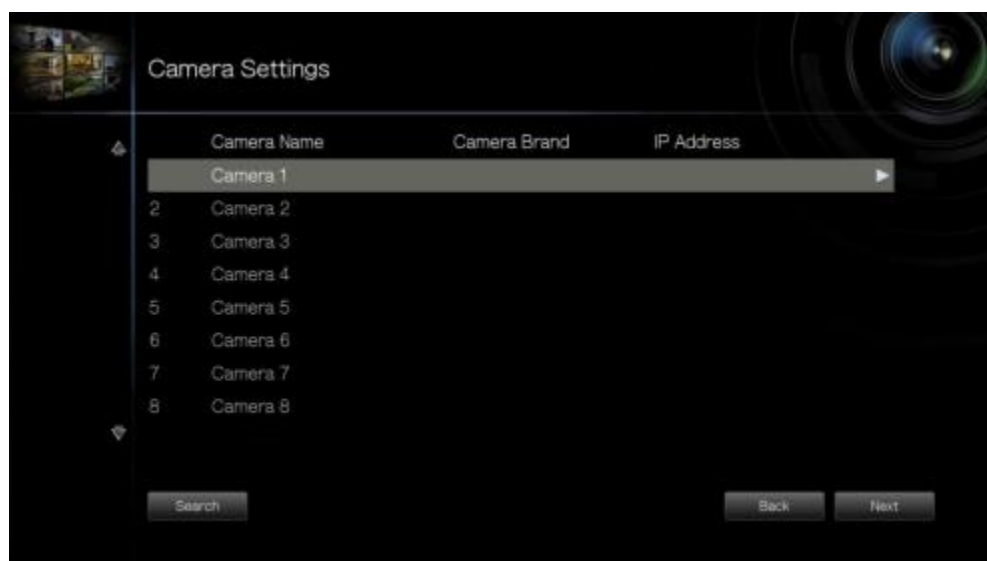 Camera Settings
Camera Name Camera Brand IP Address
Camera 1
2 Camera 2
3 Camera 3
4 Camera 4
5 Camera 5
6 Camera 6
7 Camera 7
8 Camera 8
Search Back Next